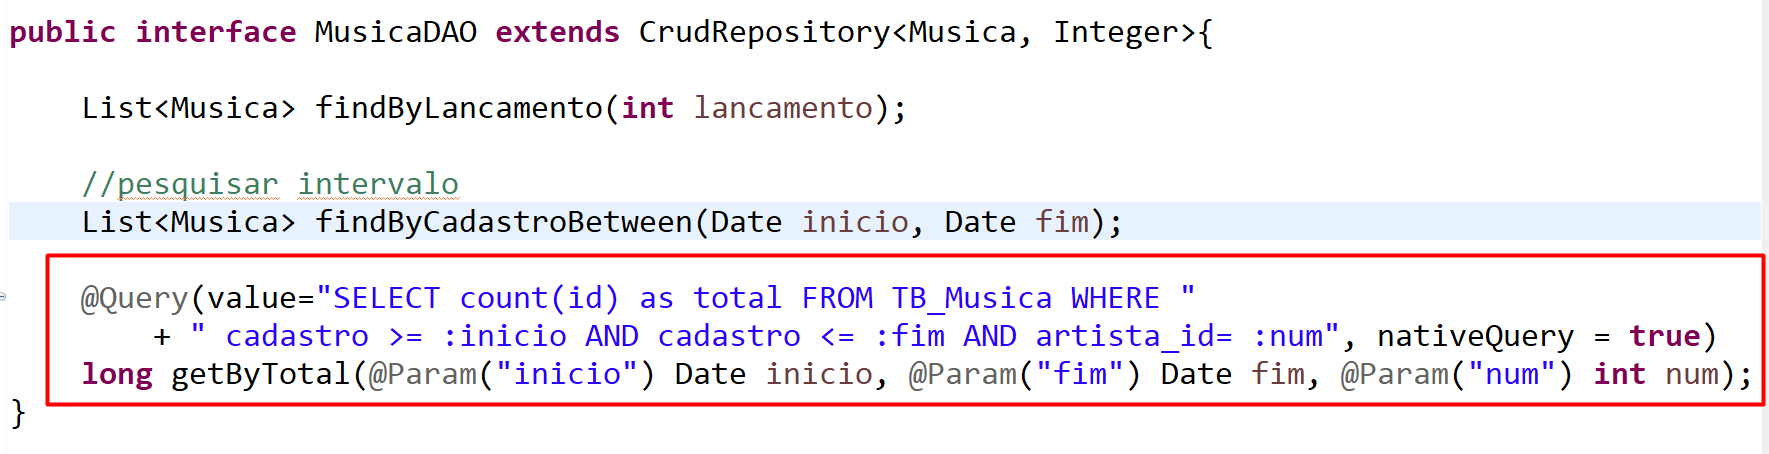 public interface MusicaDAO extends CrudRepository<Musica, Integer>{
List<Musica> findByLancamento(int lancamento);
//pesquisar intervalo
List<Musica> findByCadastroBetween(Date inicio, Date fim);
@Query(value="SELECT count(id) as total FROM TB_Musica WHERE "
+ " cadastro >= :inicio AND cadastro <= :fim AND artista_id= :num", nativeQuery = true)
long getByTotal(@Param("inicio") Date inicio, @Param("fim") Date fim, @Param("num") int num);
}